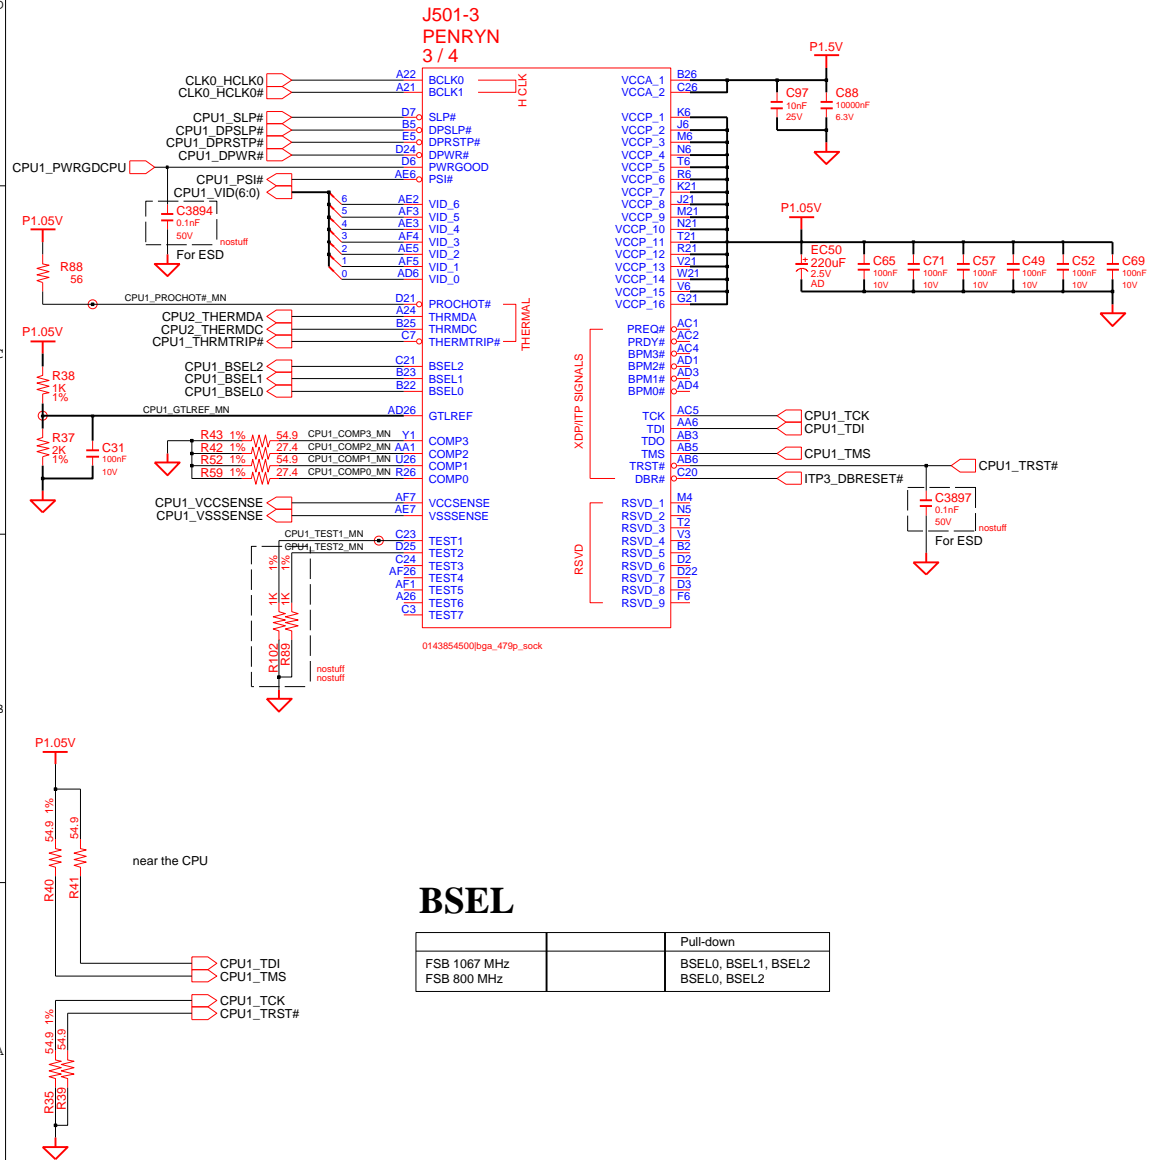 J501-3
PENRYN
3 / 4
P1.5V
CLK0_HCLK0 A22 BCLK0 VCCA_1 B26
CLK0_HCLK0# A21 BCLK1 VCCA_2 C26
H CLK
C97 10nF 25V
C88 10000nF 6.3V
CPU1_SLP# D7 SLP# VCCP_1 K6
CPU1_DPSLP# B5 DPSLP# VCCP_2 J6
CPU1_DPRSTP# E5 DPRSTP# VCCP_3 M6
CPU1_DPWR# D24 DPWR# VCCP_4 N6
CPU1_PWRGDCPU D6 PWRGOOD VCCP_5 T6
CPU1_PSI# AE6 PSI# VCCP_6 R6
CPU1_VID(6:0) VCCP_7 K21
6 AE2 VID_6 VCCP_8 J21
5 AF3 VID_5 VCCP_9 M21
4 AE3 VID_4 VCCP_10 N21
3 AF4 VID_3 VCCP_11 T21
2 AE5 VID_2 VCCP_12 R21
1 AF5 VID_1 VCCP_13 V21
0 AD6 VID_0 VCCP_14 W21
VCCP_15 V6
VCCP_16 G21
C3894 0.1nF 50V nostuff
For ESD
P1.05V
R88
56
P1.05V
EC50 220uF 2.5V AD
C65 100nF 10V
C71 100nF 10V
C57 100nF 10V
C49 100nF 10V
C52 100nF 10V
C69 100nF 10V
CPU1_PROCHOT#_MN D21 PROCHOT#
CPU2_THERMDA A24 THRMDA
CPU2_THERMDC B25 THRMDC
CPU1_THRMTRIP# C7 THERMTRIP#
THERMAL
PREQ# AC1
PRDY# AC2
BPM3# AC4
BPM2# AD1
BPM1# AD3
BPM0# AD4
XDP/ITP SIGNALS
P1.05V
R38
1K
1%
CPU1_BSEL2 C21 BSEL2
CPU1_BSEL1 B23 BSEL1
CPU1_BSEL0 B22 BSEL0
CPU1_GTLREF_MN AD26 GTLREF
R37
2K
1%
C31
100nF
10V
TCK AC5 CPU1_TCK
TDI AA6 CPU1_TDI
TDO AB3
TMS AB5 CPU1_TMS
TRST# AB6 CPU1_TRST#
DBR# C20 ITP3_DBRESET#
R43 1% 54.9 CPU1_COMP3_MN Y1 COMP3
R42 1% 27.4 CPU1_COMP2_MN AA1 COMP2
R52 1% 54.9 CPU1_COMP1_MN U26 COMP1
R59 1% 27.4 CPU1_COMP0_MN R26 COMP0
C3897
0.1nF
50V
nostuff
For ESD
CPU1_VCCSENSE AF7 VCCSENSE
CPU1_VSSSENSE AE7 VSSSENSE
RSVD_1 M4
RSVD_2 N5
RSVD_3 T2
RSVD_4 V3
RSVD_5 B2
RSVD_6 D2
RSVD_7 D22
RSVD_8 D3
RSVD_9 F6
RSVD
CPU1_TEST1_MN C23 TEST1
CPU1_TEST2_MN D25 TEST2
C24 TEST3
AF26 TEST4
AF1 TEST5
A26 TEST6
C3 TEST7
R102 1K 1%
R89 1K 1%
nostuff
nostuff
0143854500|bga_479p_sock
P1.05V
R40 54.9 1%
R41 54.9
near the CPU
CPU1_TDI
CPU1_TMS
CPU1_TCK
CPU1_TRST#
R35 54.9 1%
R39 54.9
BSEL
Pull-down
FSB 1067 MHz BSEL0, BSEL1, BSEL2
FSB 800 MHz BSEL0, BSEL2